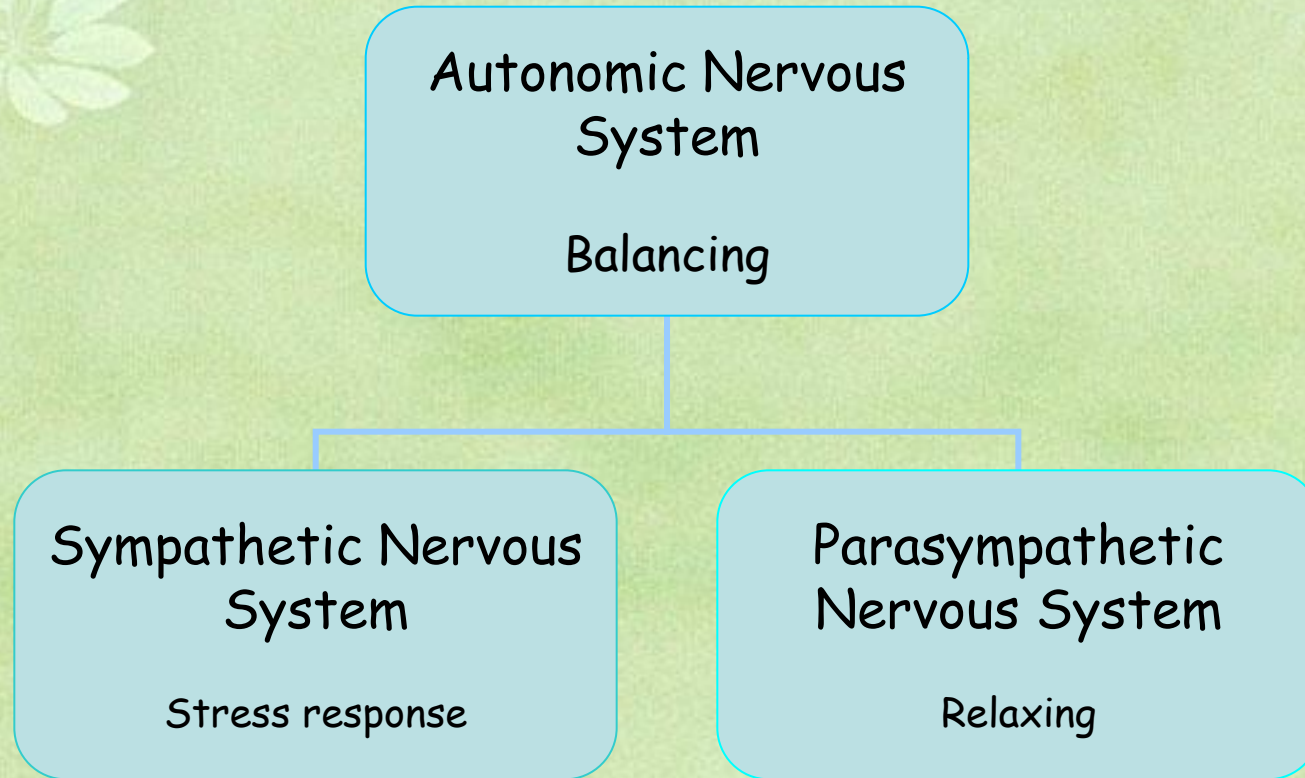 Autonomic Nervous
System
Balancing
Sympathetic Nervous
System
Stress response
Parasympathetic
Nervous System
Relaxing